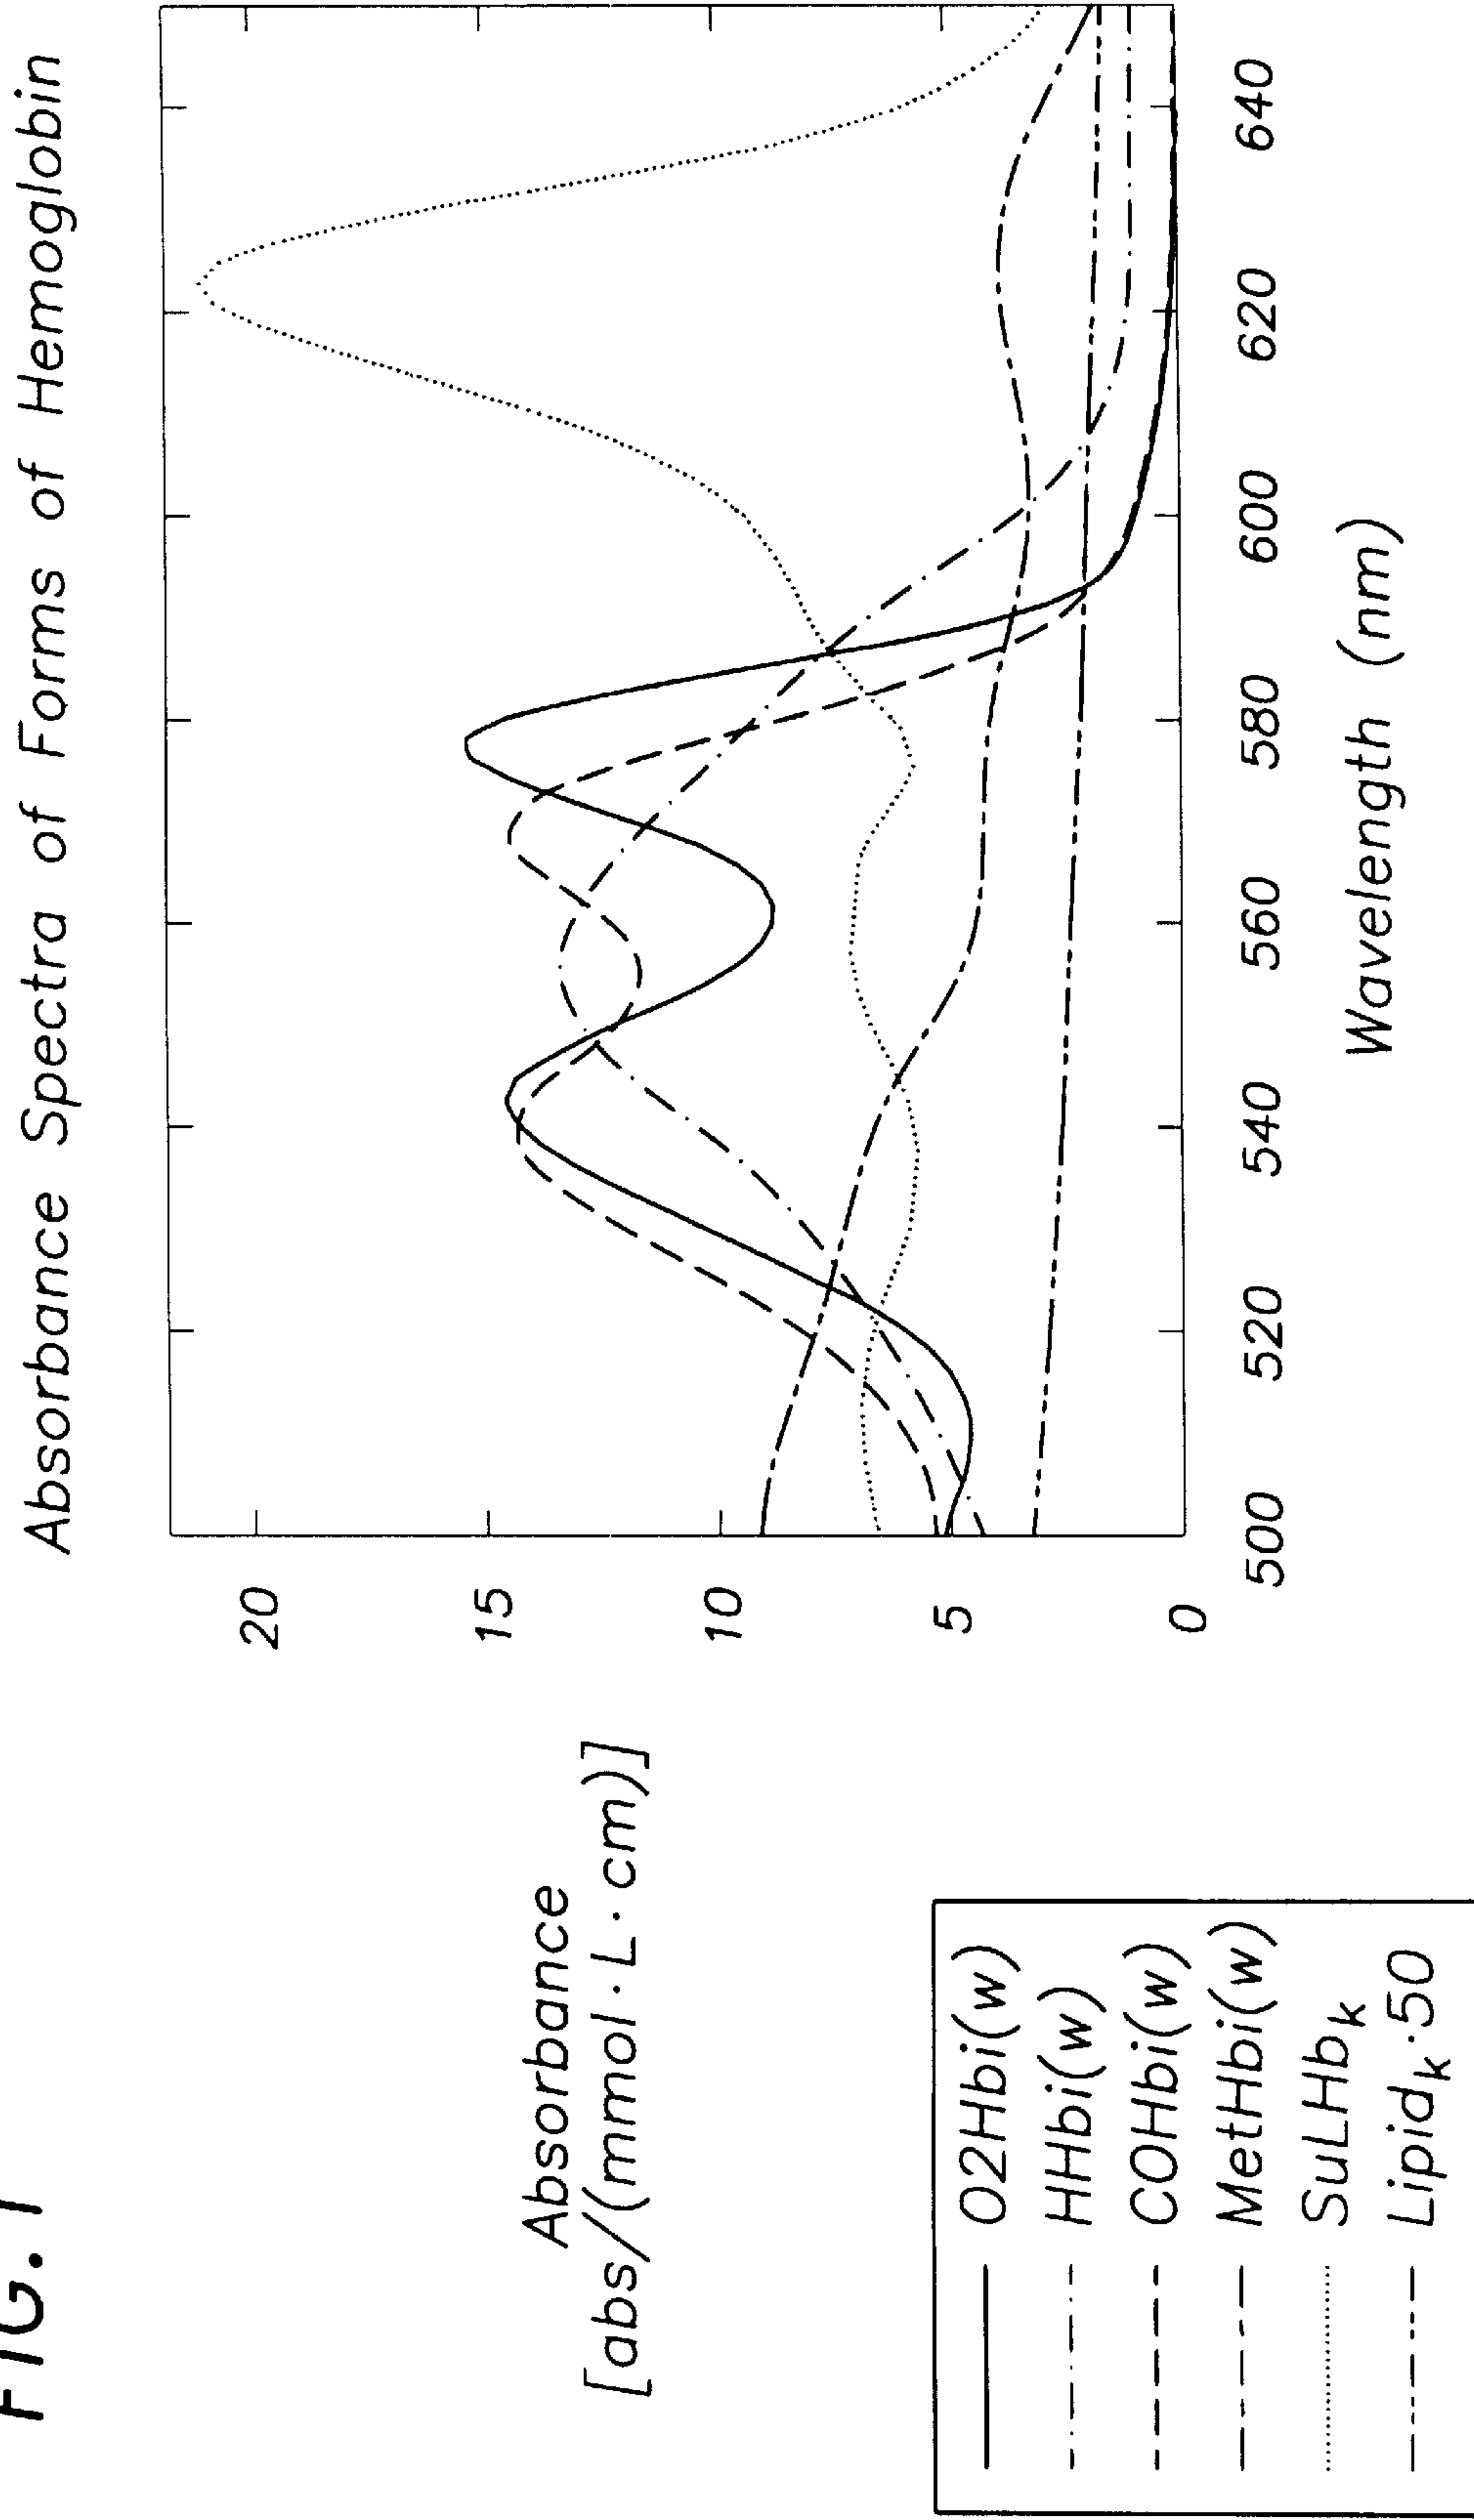 FIG. 1
Absorbance Spectra of Forms of Hemoglobin
Absorbance
[abs/(mmol·L·cm)]
20
15
10
5
0
500 520 540 560 580 600 620 640
Wavelength (nm)
O2Hbi(w)
HHbi(w)
COHbi(w)
MetHbi(w)
SuLHbk
Lipidk·50